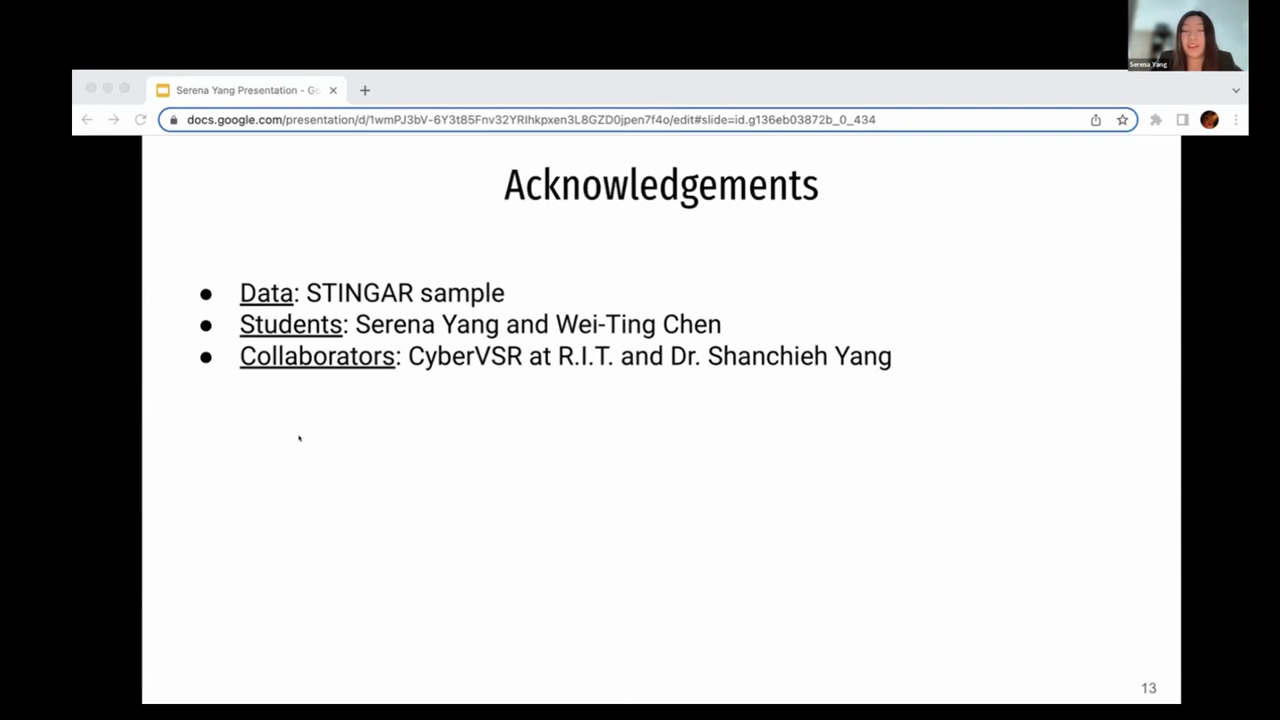 Serena Yang
Serena Yang Presentation - Go
docs.google.com/presentation/d/1wmPJ3bV-6Y3t85Fnv32YRIhkpxen3L8GZD0jpen7f4o/edit#slide=id.g136eb03872b_0_434
Acknowledgements
● Data: STINGAR sample
● Students: Serena Yang and Wei-Ting Chen
● Collaborators: CyberVSR at R.I.T. and Dr. Shanchieh Yang
13